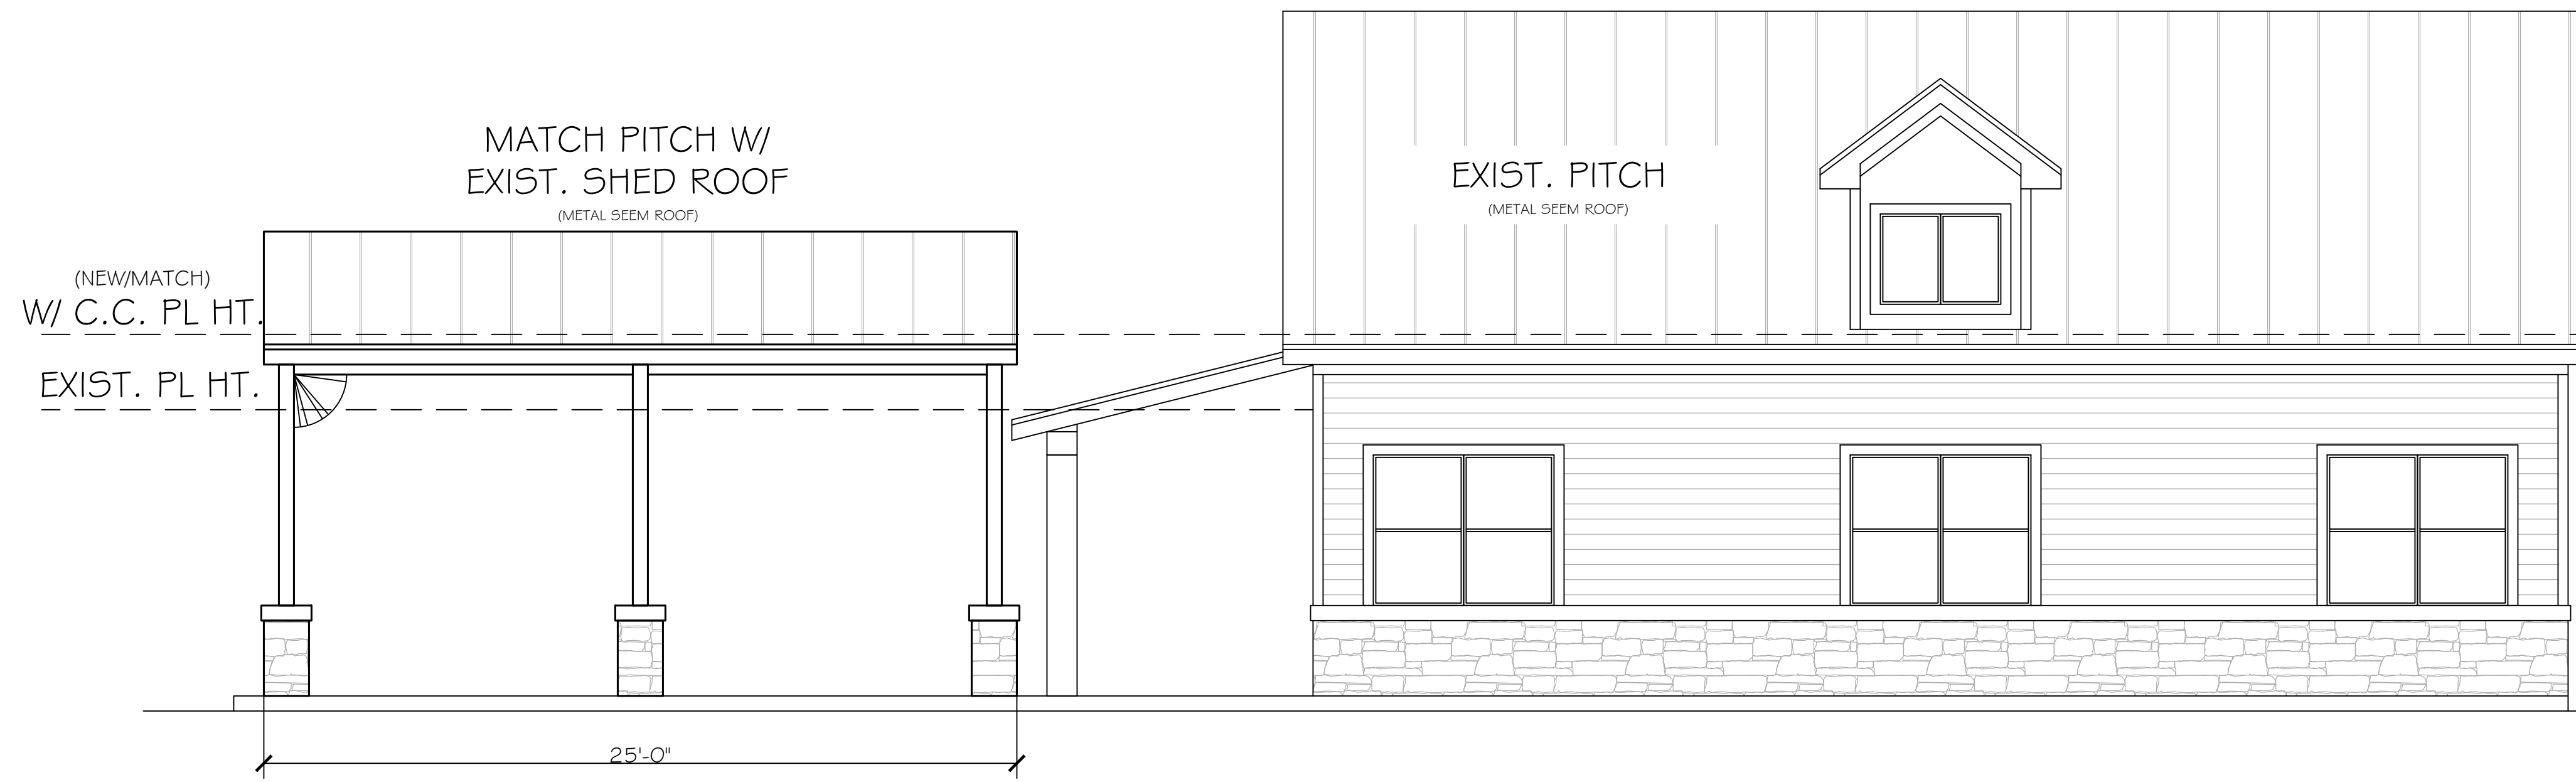 MATCH PITCH W/
EXIST. SHED ROOF
(METAL SEEM ROOF)
EXIST. PITCH
(METAL SEEM ROOF)
(NEW/MATCH)
W/ C.C. PL HT.
EXIST. PL HT.
25'-0"